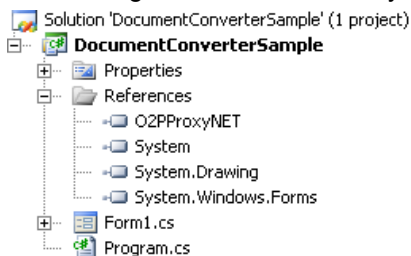 Solution 'DocumentConverterSample' (1 project)
DocumentConverterSample
Properties
References
O2PProxyNET
System
System.Drawing
System.Windows.Forms
Form1.cs
Program.cs